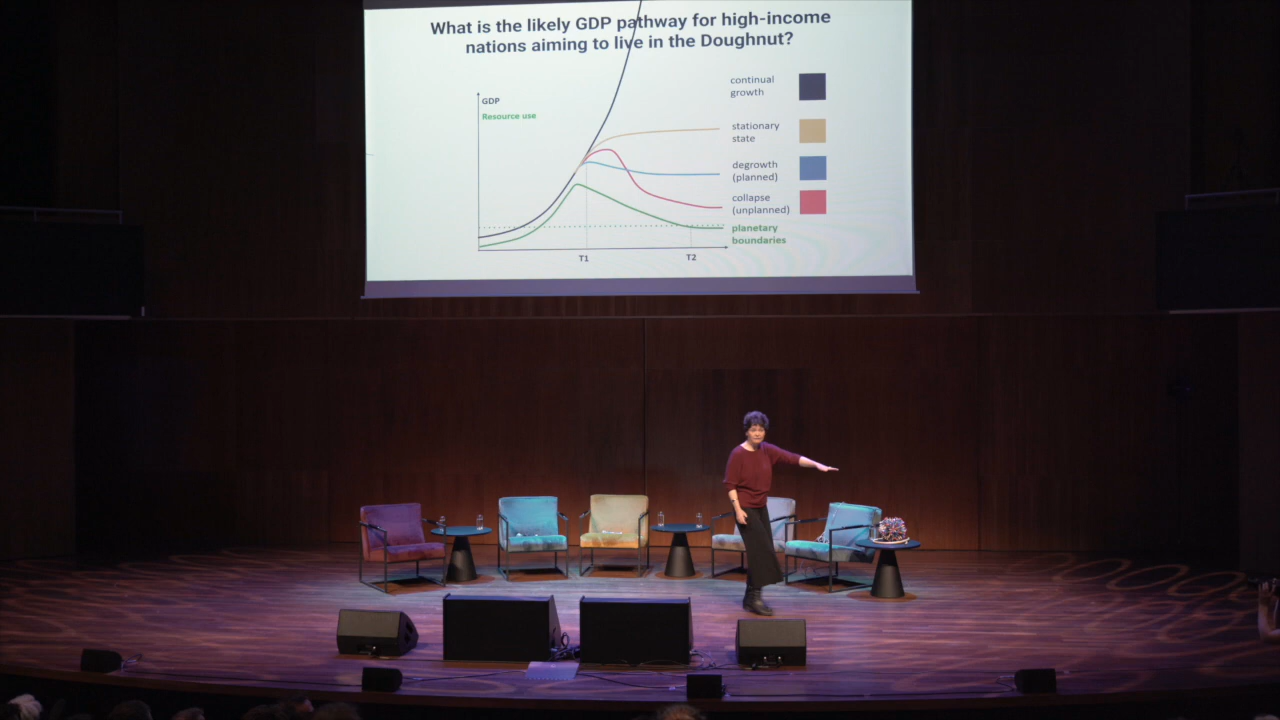 What is the likely GDP pathway for high-income
nations aiming to live in the Doughnut?
GDP
Resource use
continual
growth
stationary
state
degrowth
(planned)
collapse
(unplanned)
planetary
boundaries
T1
T2